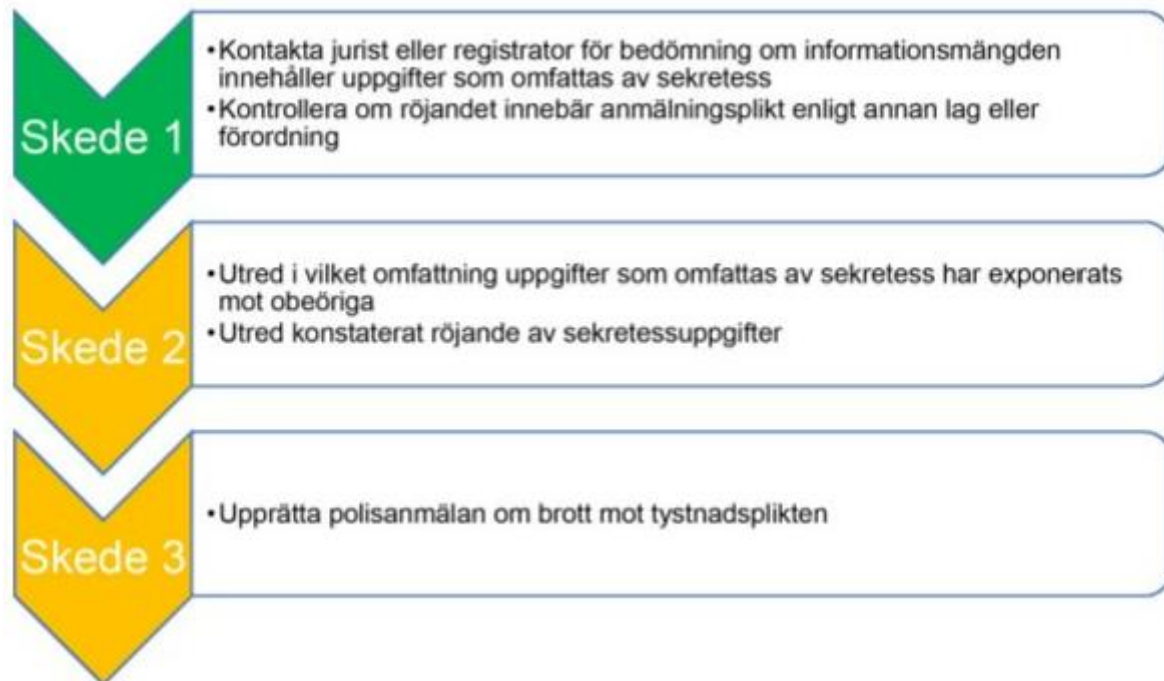 Skede 1
•Kontakta jurist eller registrator för bedömning om informationsmängden
innehåller uppgifter som omfattas av sekretess
•Kontrollera om röjandet innebär anmälningsplikt enligt annan lag eller
förordning
Skede 2
•Utred i vilket omfattning uppgifter som omfattas av sekretess har exponerats
mot obeöriga
•Utred konstaterat röjande av sekretessuppgifter
Skede 3
•Upprätta polisanmälan om brott mot tystnadsplikten